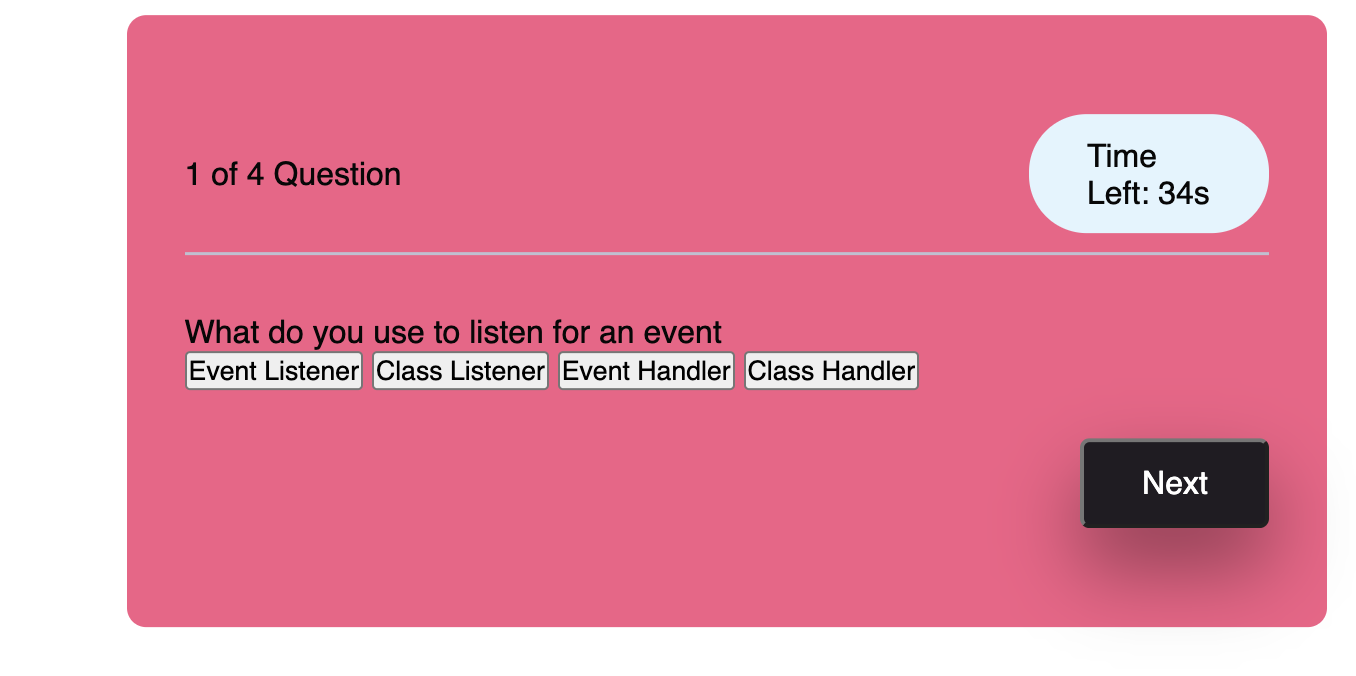 1 of 4 Question
Time
Left: 34s
What do you use to listen for an event
Event Listener Class Listener Event Handler Class Handler
Next